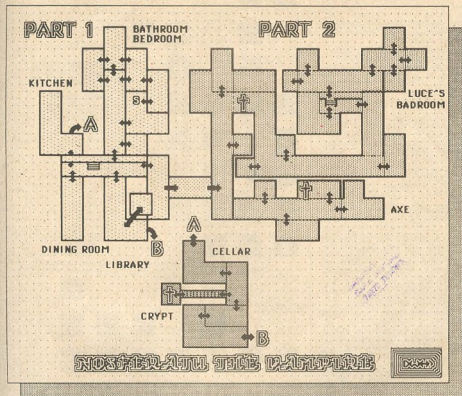 PART 1
BATHROOM
BEDROOM
PART 2
KITCHEN
A
S
LUCE'S
BADROOM
AXE
DINING ROOM
LIBRARY
B
A
CELLAR
CRYPT
B
NOSFERATU THE VAMPIRE